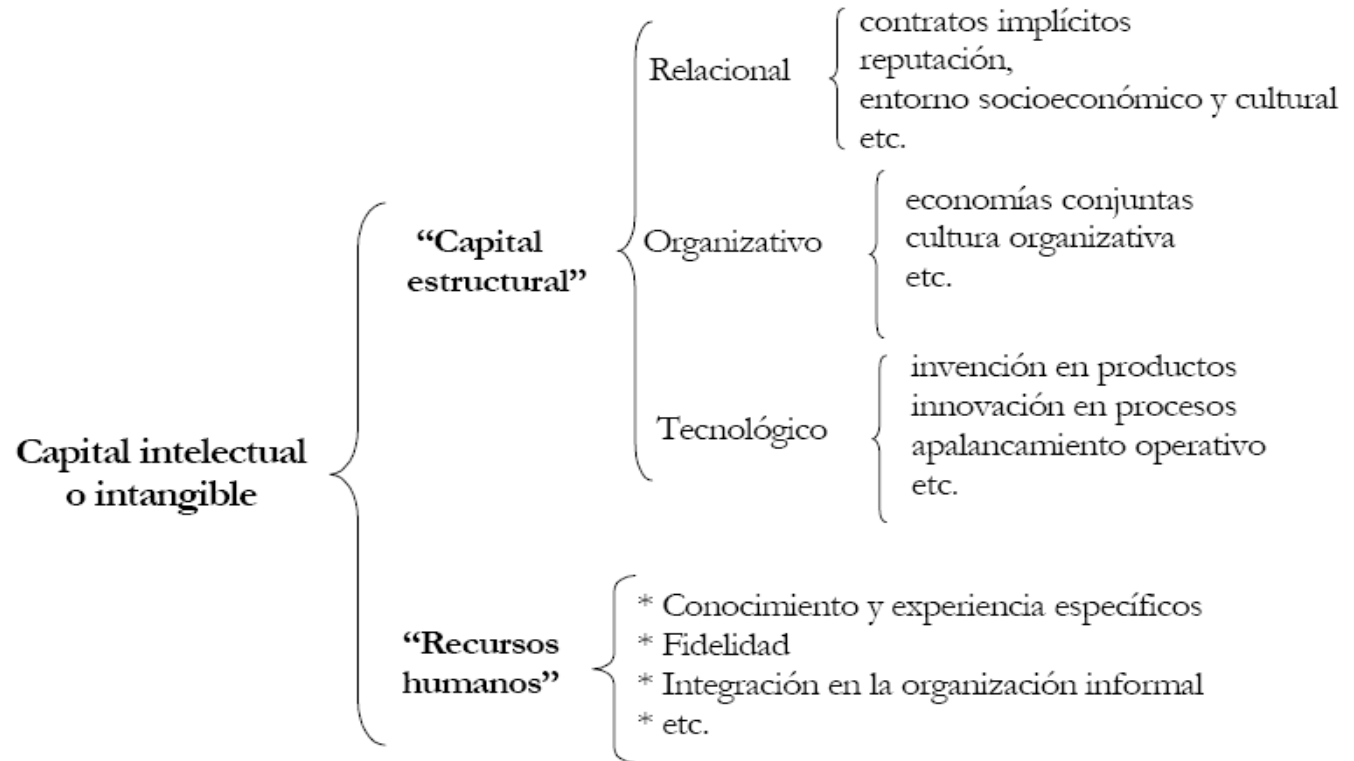 contratos implícitos
Relacional
reputación,
entorno socioeconómico y cultural
etc.
“Capital
estructural”
Organizativo
economías conjuntas
cultura organizativa
etc.
Tecnológico
invención en productos
innovación en procesos
apalancamiento operativo
etc.
Capital intelectual
o intangible
“Recursos
humanos”
* Conocimiento y experiencia específicos
* Fidelidad
* Integración en la organización informal
* etc.